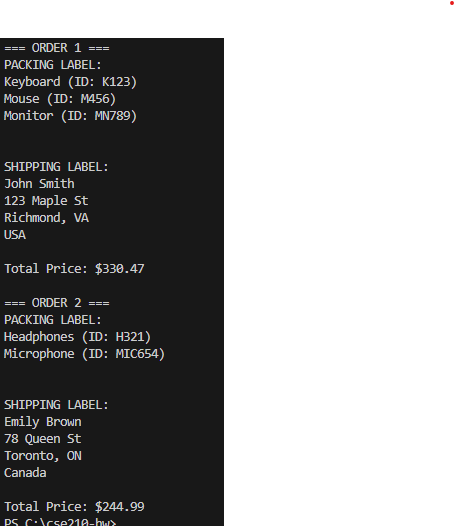 === ORDER 1 ===
PACKING LABEL:
Keyboard (ID: K123)
Mouse (ID: M456)
Monitor (ID: MN789)
SHIPPING LABEL:
John Smith
123 Maple St
Richmond, VA
USA
Total Price: $330.47
=== ORDER 2 ===
PACKING LABEL:
Headphones (ID: H321)
Microphone (ID: MIC654)
SHIPPING LABEL:
Emily Brown
78 Queen St
Toronto, ON
Canada
Total Price: $244.99
PS C:\cse210-hw>